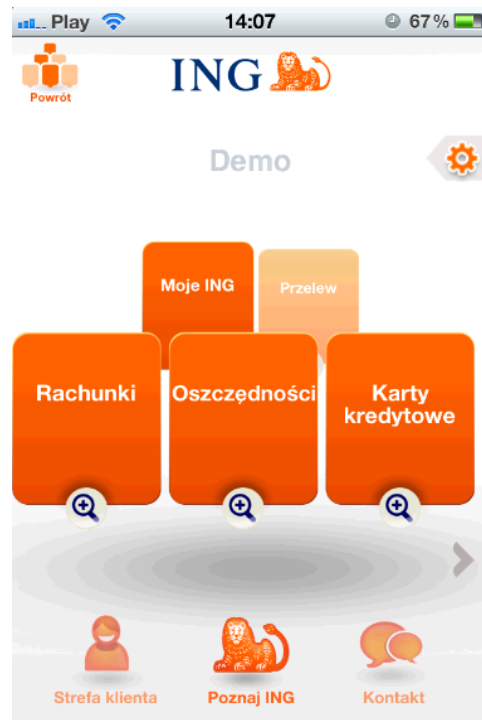 Play 14:07 67%
Powrót
ING
Demo
Moje ING
Przelew
Rachunki
Oszczędności
Karty
kredytowe
Strefa klienta
Poznaj ING
Kontakt